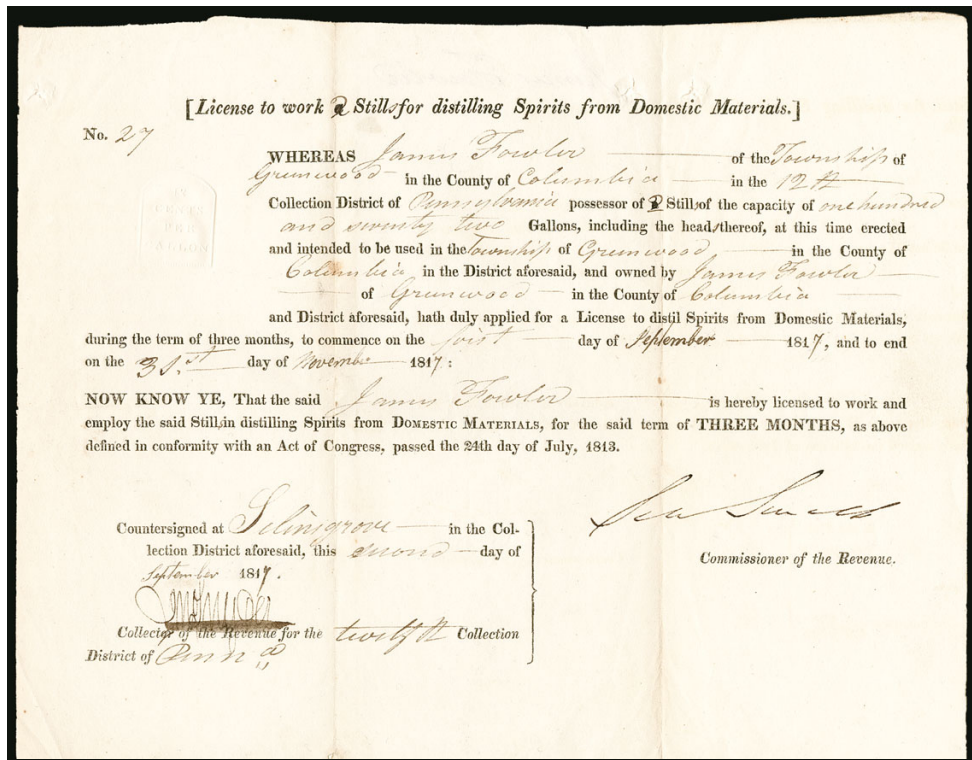 [License to work a Still for distilling Spirits from Domestic Materials.]
No. 27
WHEREAS James Fowler of the Township of
Greenwood in the County of Columbia in the 12th
Collection District of Pennsylvania possessor of a Still of the capacity of one hundred
and seventy two Gallons, including the head thereof, at this time erected
and intended to be used in the Township of Greenwood in the County of
Columbia in the District aforesaid, and owned by James Fowler
of Greenwood in the County of Columbia
and District aforesaid, hath duly applied for a License to distil Spirits from Domestic Materials,
during the term of three months, to commence on the first day of September 1817, and to end
on the 31.st day of November 1817:
NOW KNOW YE, That the said James Fowler is hereby licensed to work and
employ the said Still, in distilling Spirits from DOMESTIC MATERIALS, for the said term of THREE MONTHS, as above
defined in conformity with an Act of Congress, passed the 24th day of July, 1813.
CENTS
PER
GALLON
Countersigned at Selinsgrove in the Col-
lection District aforesaid, this second day of
September 1817.
Collector of the Revenue for the twelfth Collection
District of Penna
Commissioner of the Revenue.